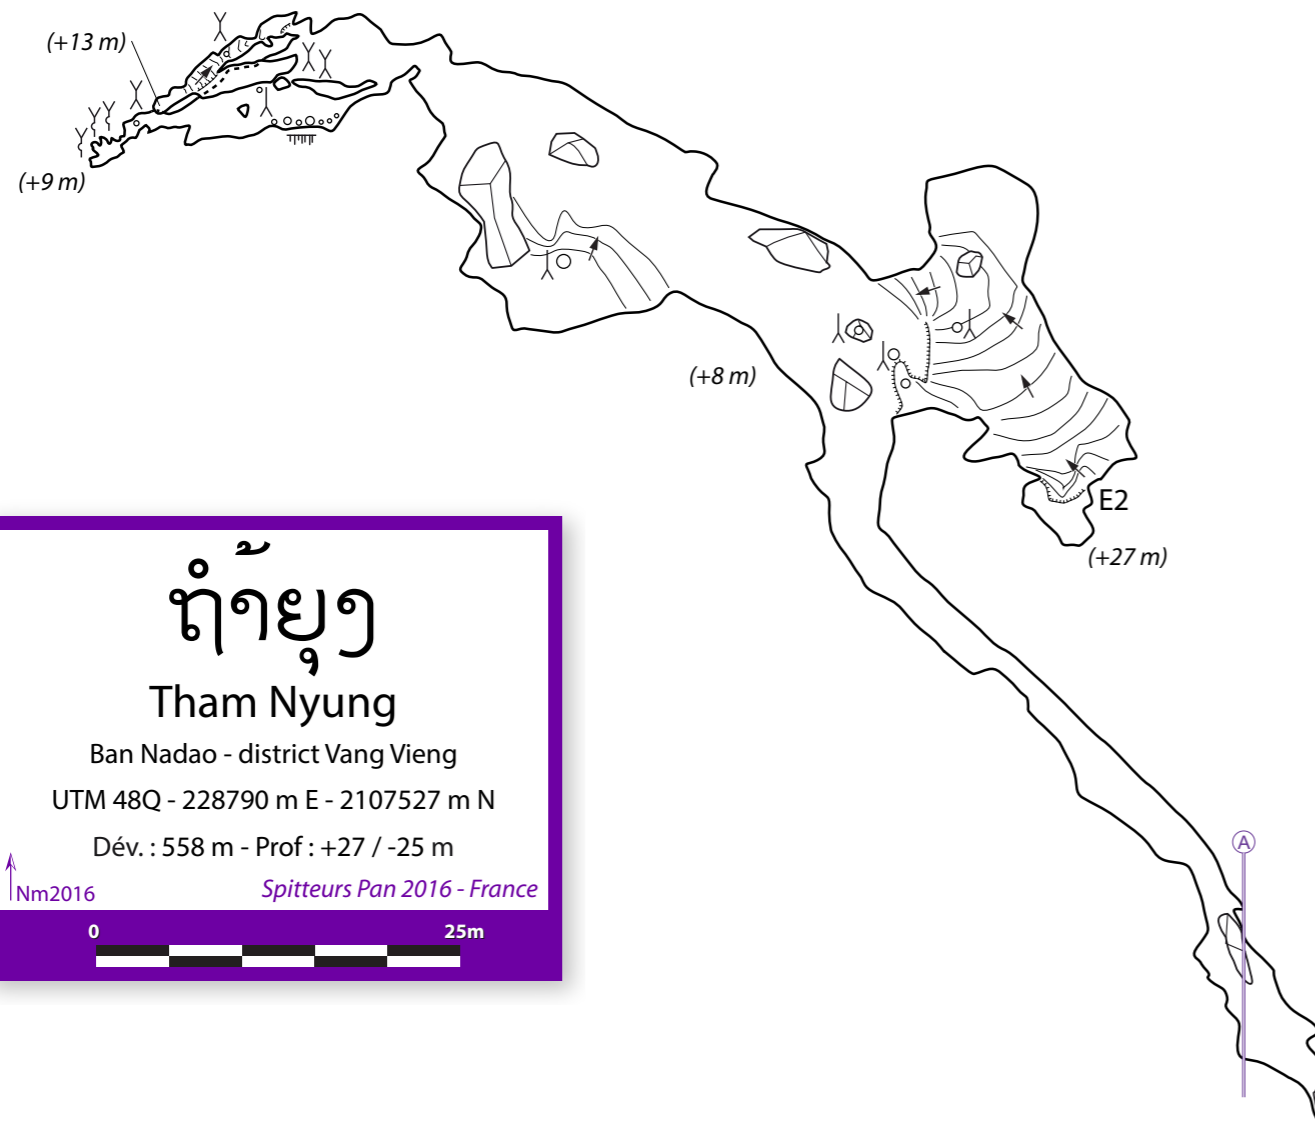 (+13 m)
(+9 m)
(+8 m)
E2
(+27 m)
ຖ້ຳຍຸງ
Tham Nyung
Ban Nadao - district Vang Vieng
UTM 48Q - 228790 m E - 2107527 m N
Dév. : 558 m - Prof : +27 / -25 m
Nm2016
Spitteurs Pan 2016 - France
0
25m
A